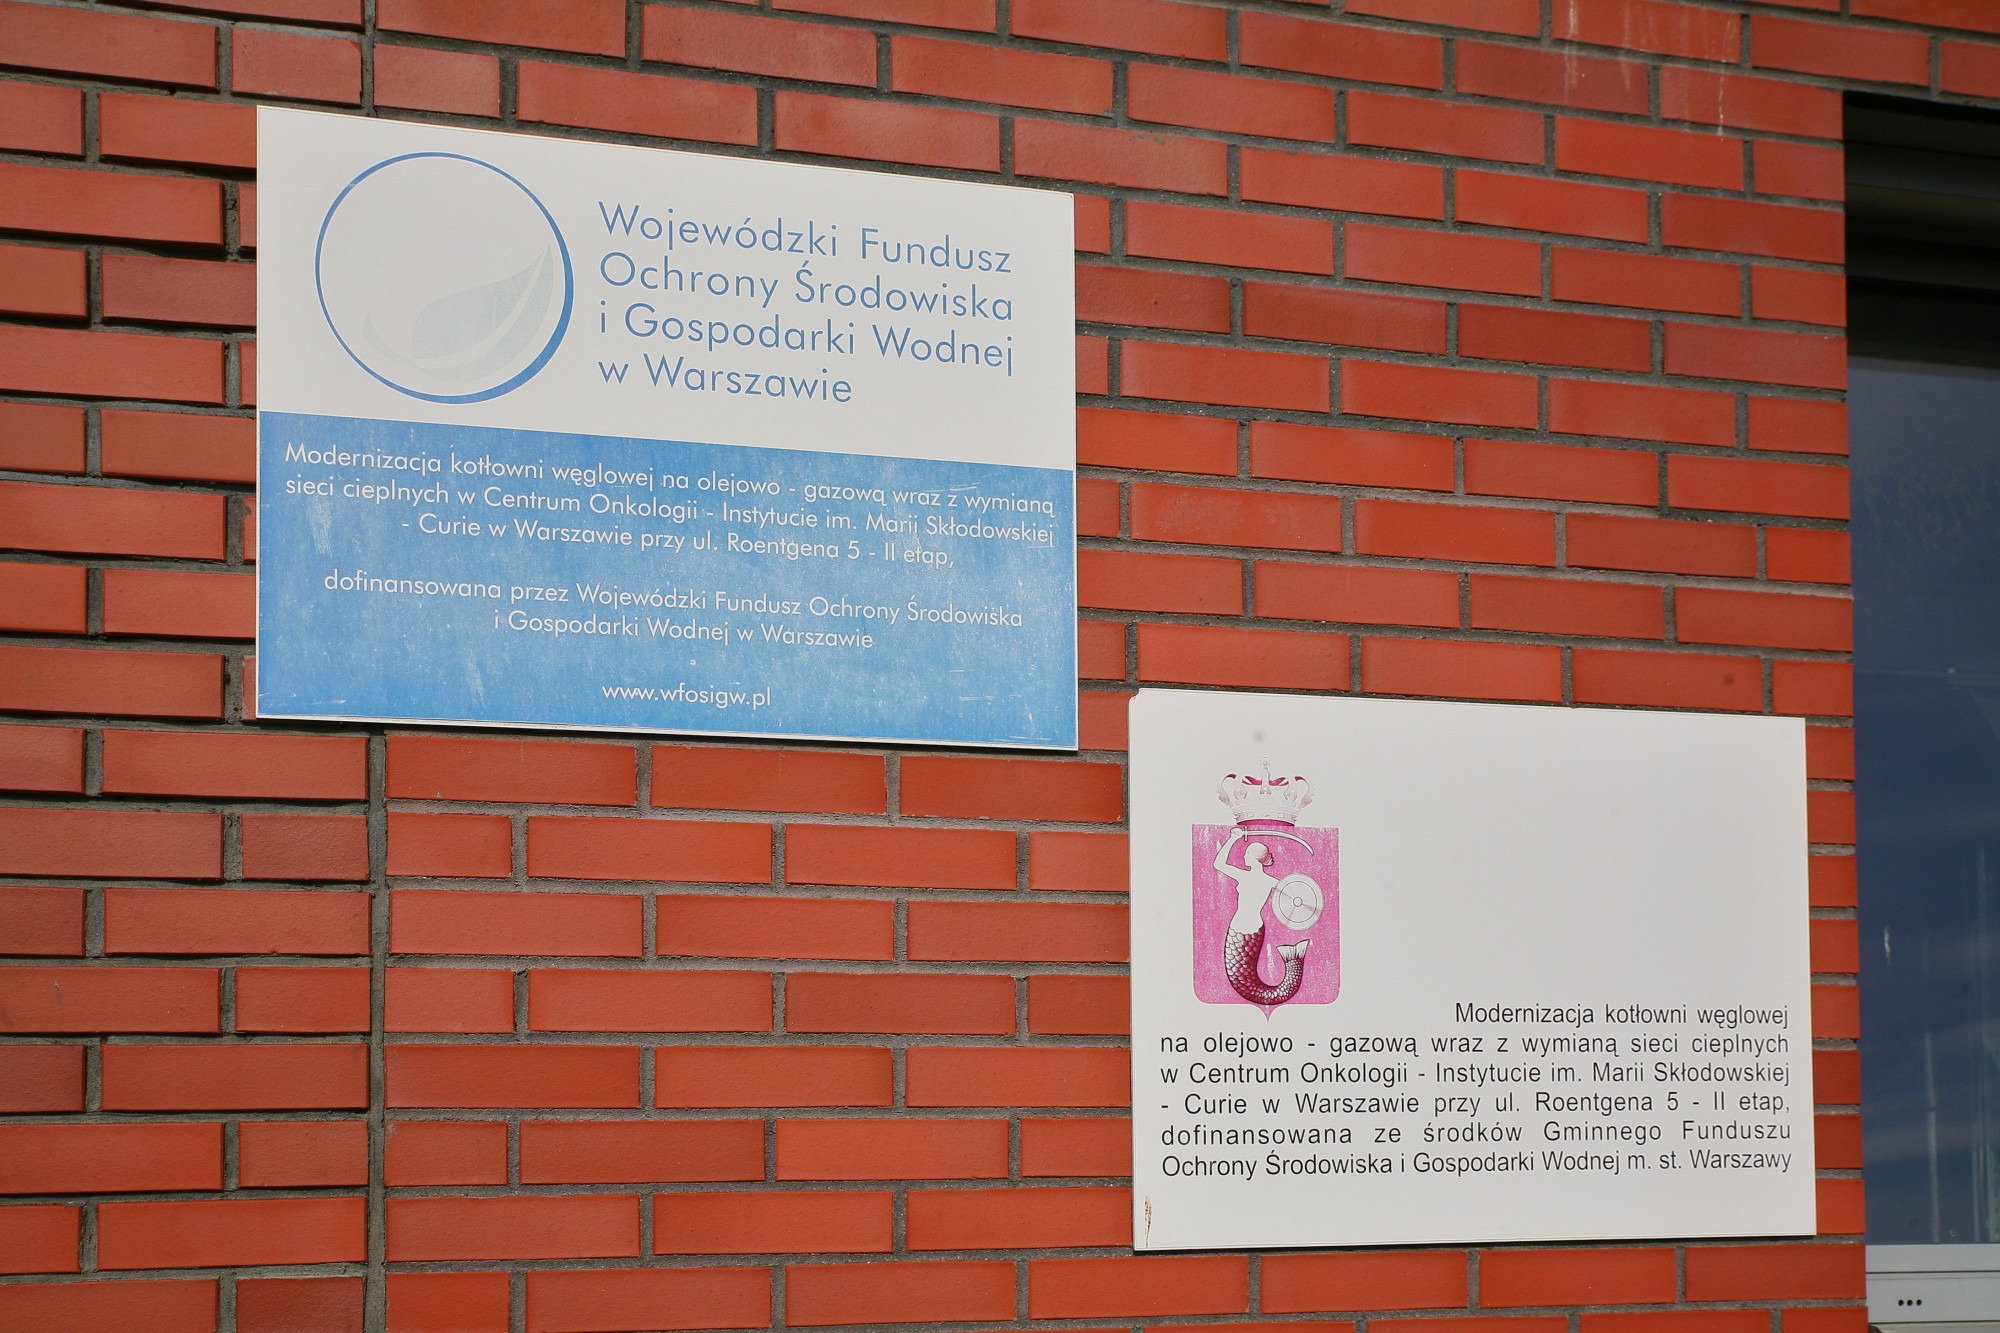 Wojewódzki Fundusz
Ochrony Środowiska
i Gospodarki Wodnej
w Warszawie
Modernizacja kotłowni węglowej na olejowo - gazową wraz z wymianą
sieci cieplnych w Centrum Onkologii - Instytucie im. Marii Skłodowskiej
- Curie w Warszawie przy ul. Roentgena 5 - II etap,
dofinansowana przez Wojewódzki Fundusz Ochrony Środowiska
i Gospodarki Wodnej w Warszawie
www.wfosigw.pl
Modernizacja kotłowni węglowej
na olejowo - gazową wraz z wymianą sieci cieplnych
w Centrum Onkologii - Instytucie im. Marii Skłodowskiej
- Curie w Warszawie przy ul. Roentgena 5 - II etap,
dofinansowana ze środków Gminnego Funduszu
Ochrony Środowiska i Gospodarki Wodnej m. st. Warszawy